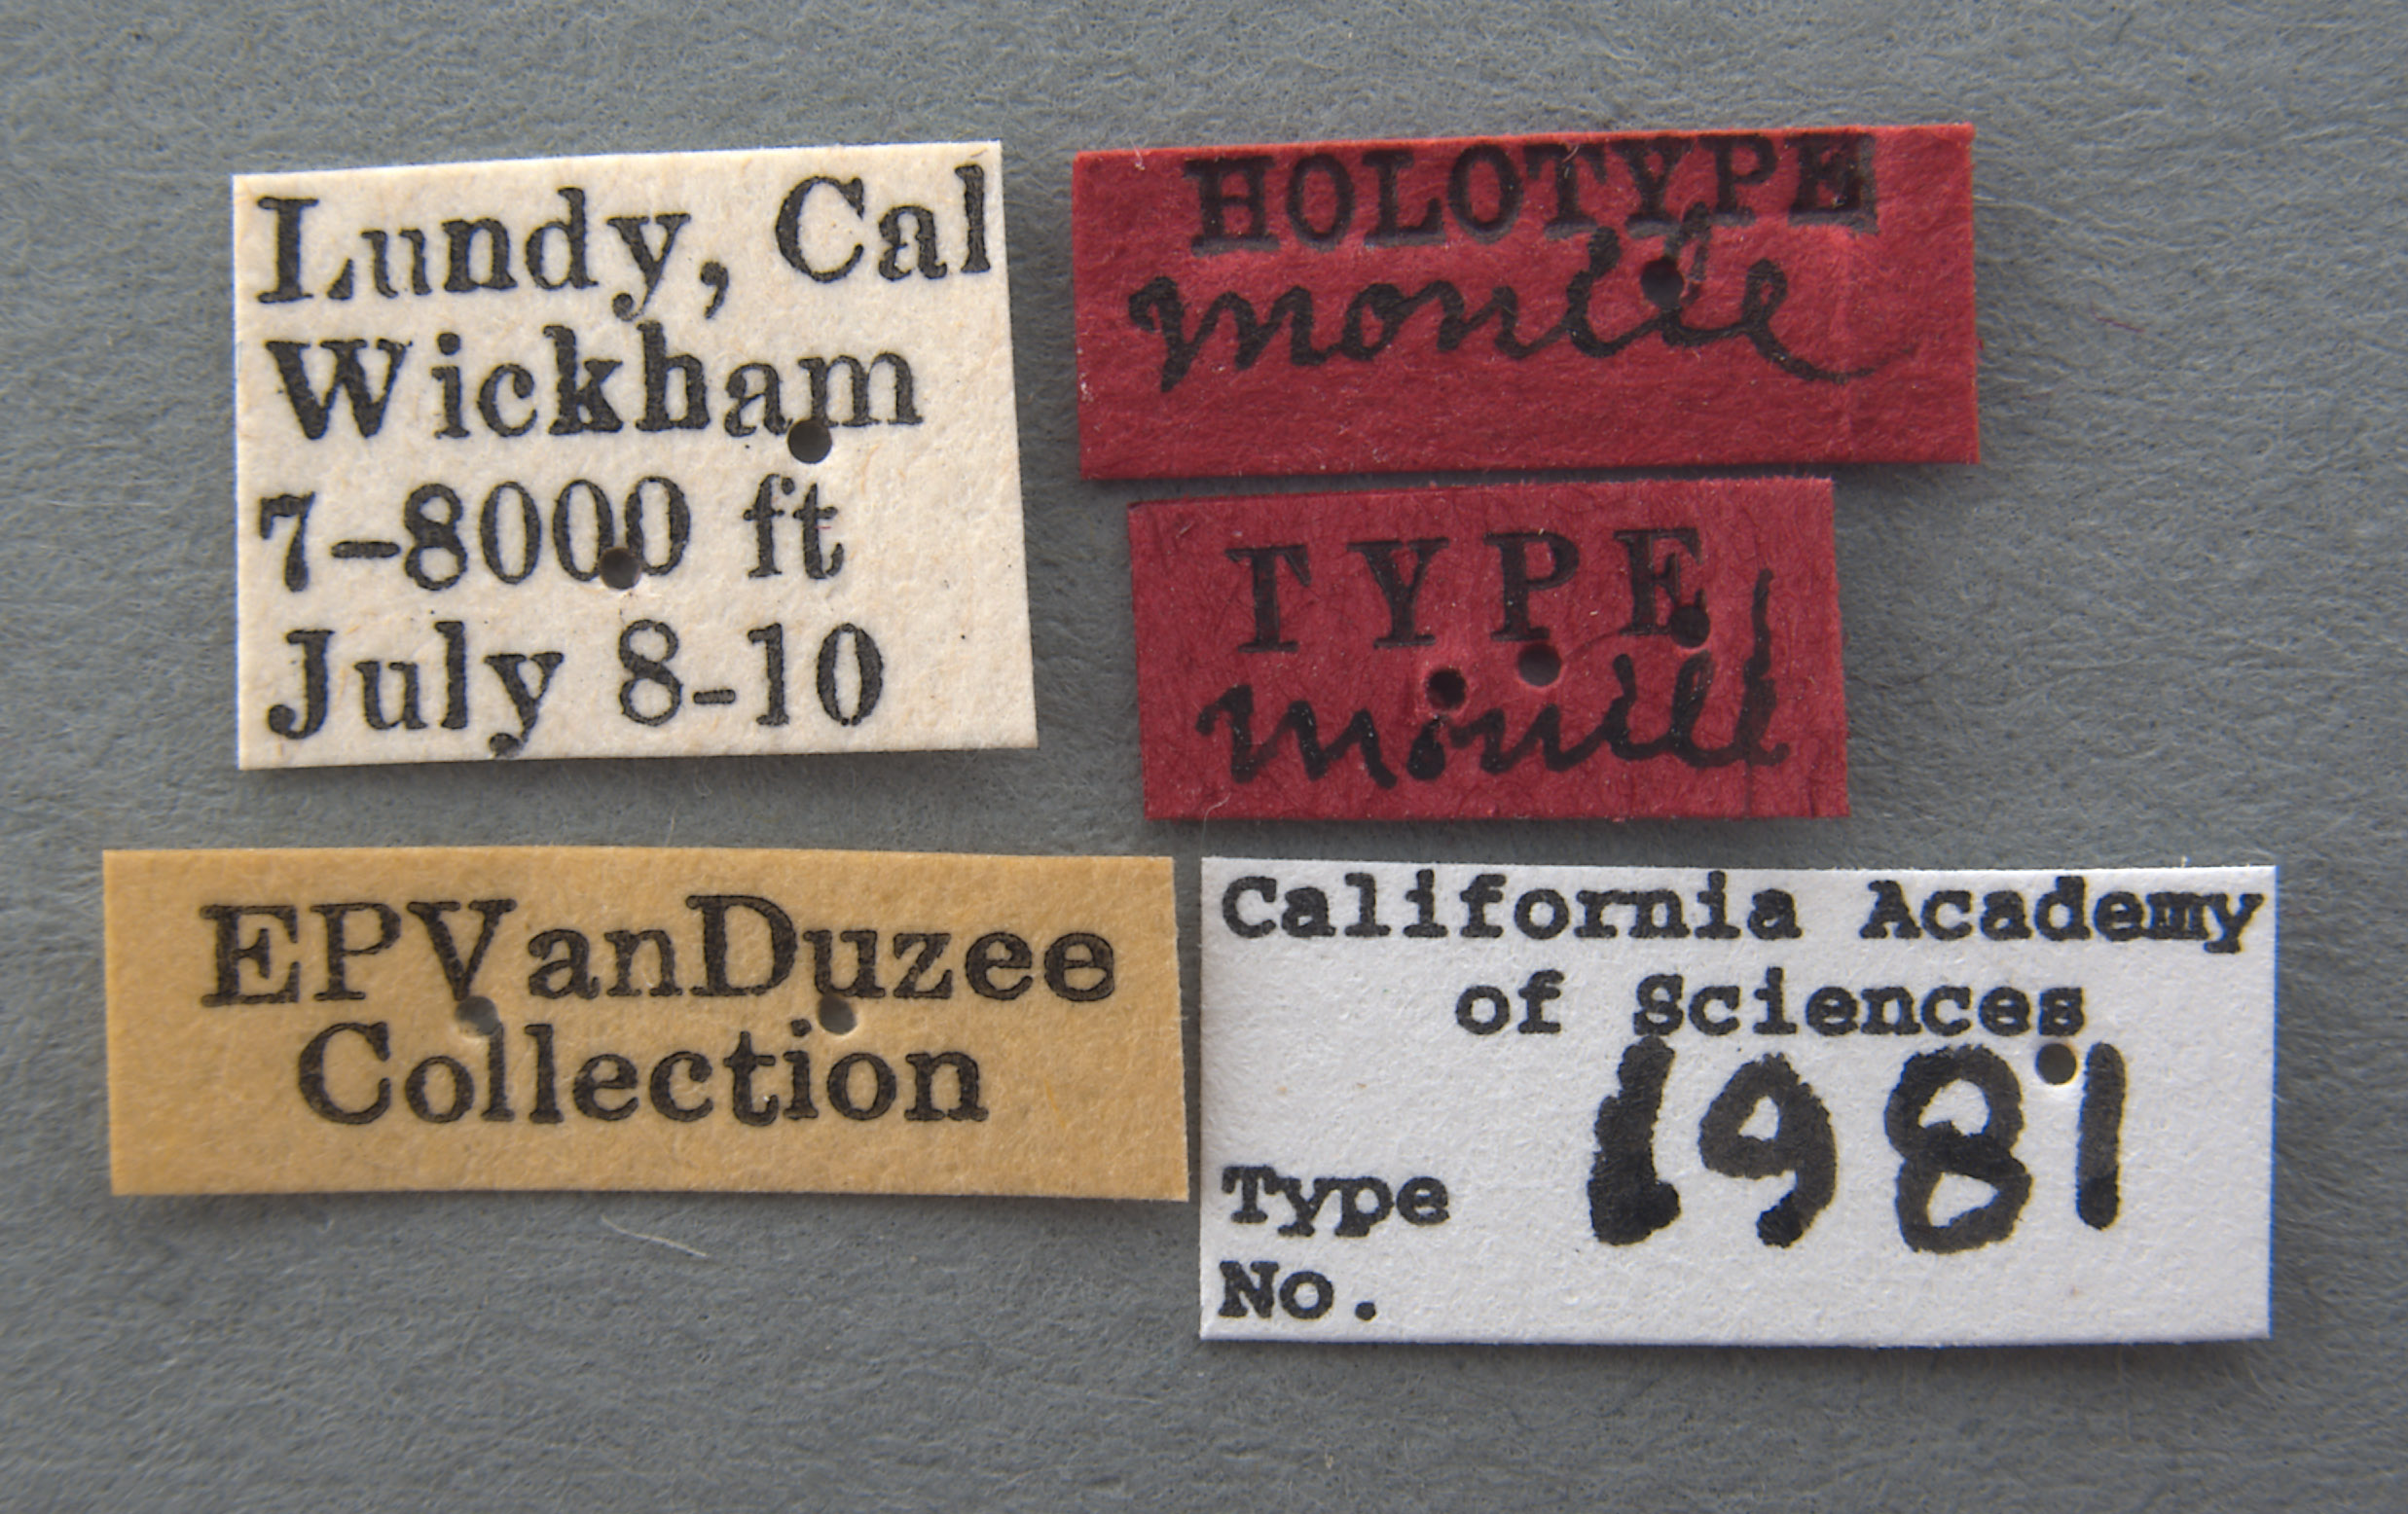 Lundy, Cal
Wickham
7-8000 ft
July 8-10
HOLOTYPE
monile
TYPE
EPVanDuzee
Collection
California Academy
of Sciences
1981
Type
No.